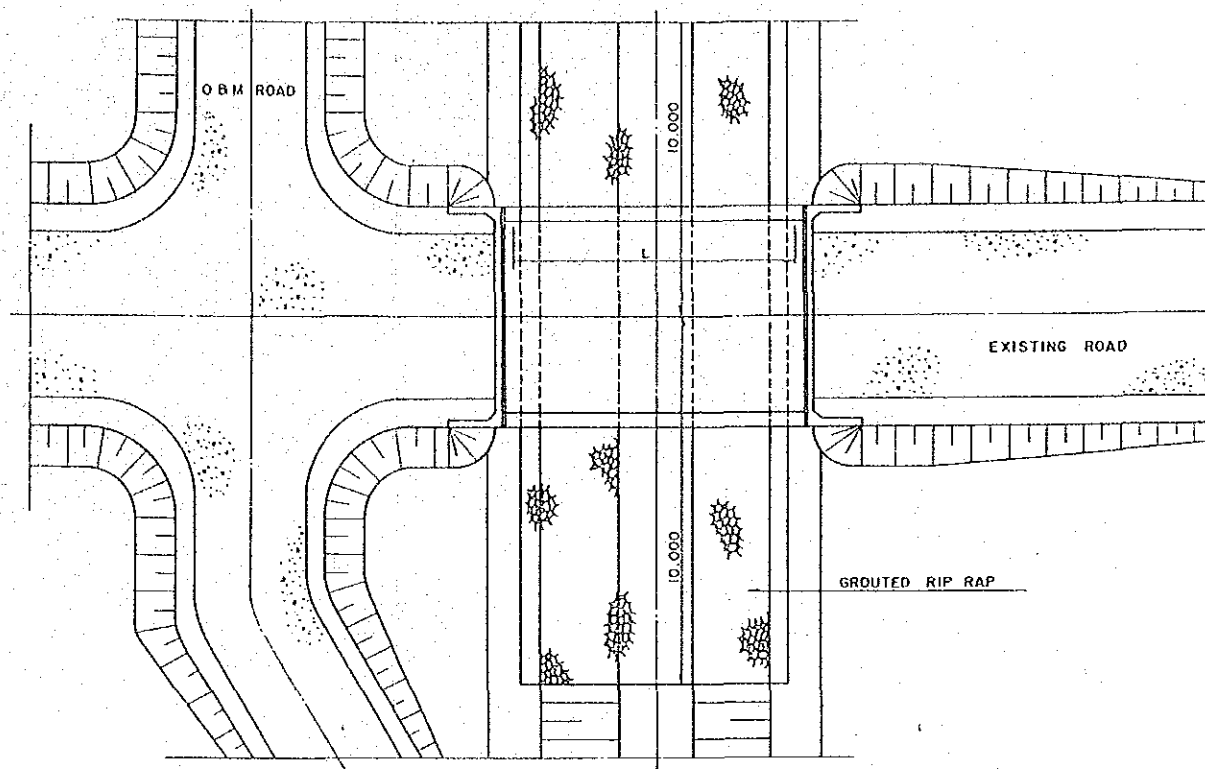 O B M ROAD
10.000
L
EXISTING ROAD
10.000
GROUTED RIP RAP